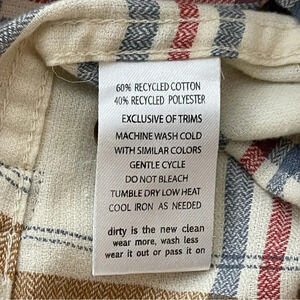 60% RECYCLED COTTON
40% RECYCLED POLYESTER
EXCLUSIVE OF TRIMS
MACHINE WASH COLD
WITH SIMILAR COLORS
GENTLE CYCLE
DO NOT BLEACH
TUMBLE DRY LOW HEAT
COOL IRON AS NEEDED
dirty is the new clean
wear more, wash less
wear it out or pass it on